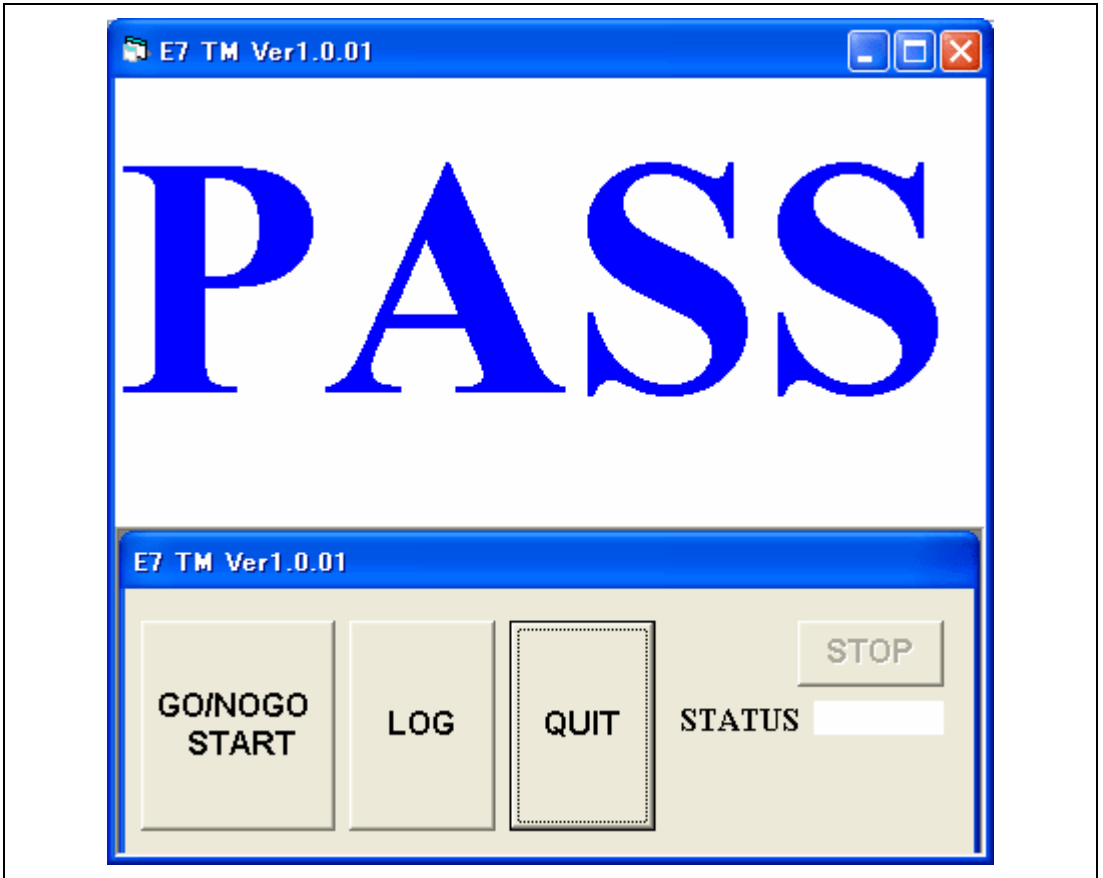 E7 TM Ver1.0.01
PASS
E7 TM Ver1.0.01
STOP
GO/NOGO
START
LOG
QUIT
STATUS